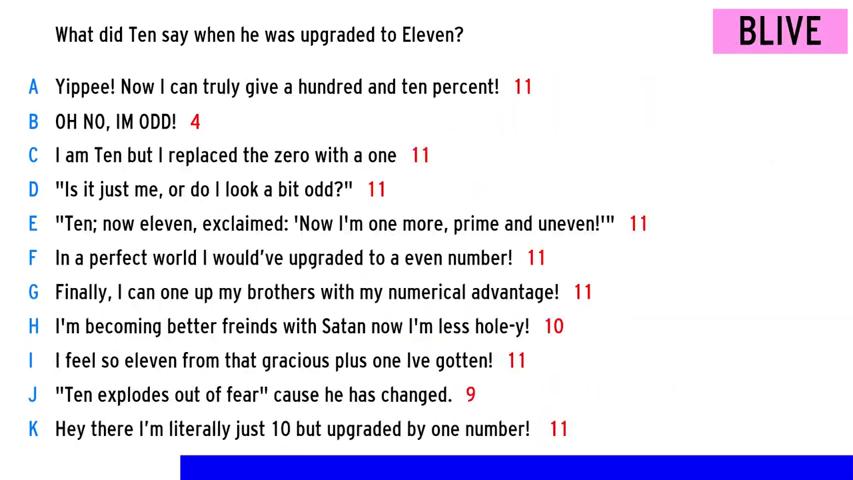 What did Ten say when he was upgraded to Eleven?
BLIVE
A Yippee! Now I can truly give a hundred and ten percent! 11
B OH NO, IM ODD! 4
C I am Ten but I replaced the zero with a one 11
D "Is it just me, or do I look a bit odd?" 11
E "Ten; now eleven, exclaimed: 'Now I'm one more, prime and uneven!'" 11
F In a perfect world I would've upgraded to a even number! 11
G Finally, I can one up my brothers with my numerical advantage! 11
H I'm becoming better freinds with Satan now I'm less hole-y! 10
I I feel so eleven from that gracious plus one Ive gotten! 11
J "Ten explodes out of fear" cause he has changed. 9
K Hey there I'm literally just 10 but upgraded by one number! 11